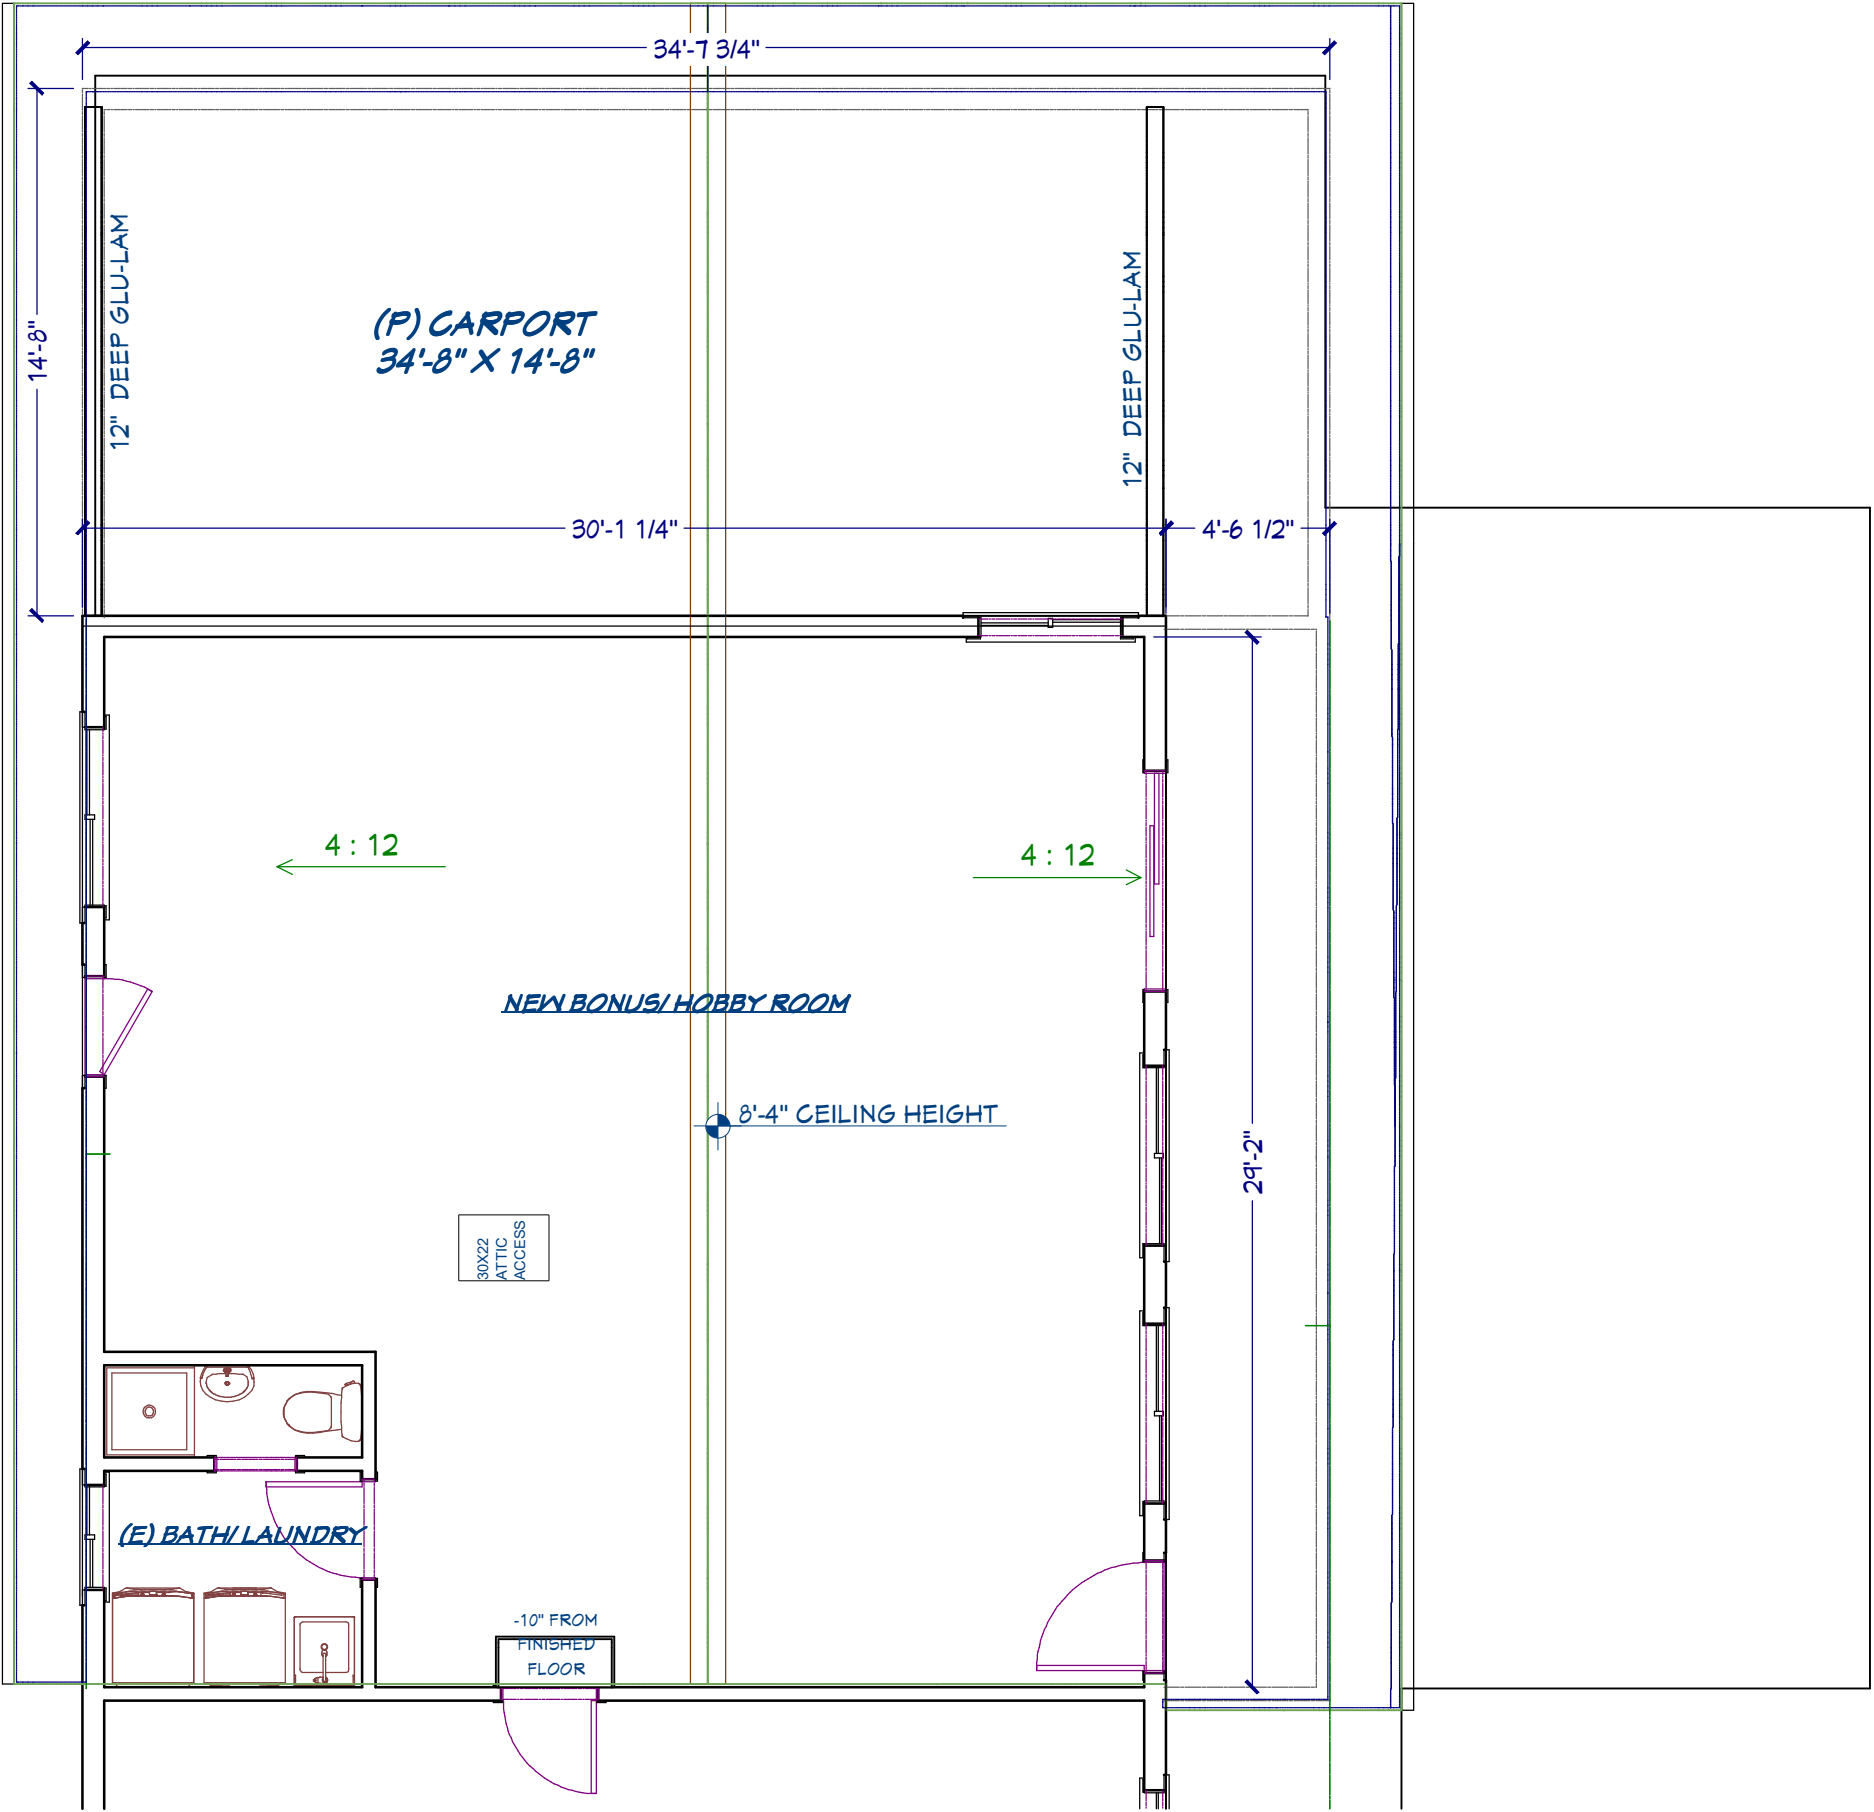 34'-7 3/4"
14'-8"
12" DEEP GLU-LAM
(P) CARPORT
34'-8" X 14'-8"
12" DEEP GLU-LAM
30'-1 1/4"
4'-6 1/2"
4 : 12
4 : 12
NEW BONUS/ HOBBY ROOM
8'-4" CEILING HEIGHT
29'-2"
30X22
ATTIC
ACCESS
(E) BATH/ LAUNDRY
-10" FROM
FINISHED
FLOOR